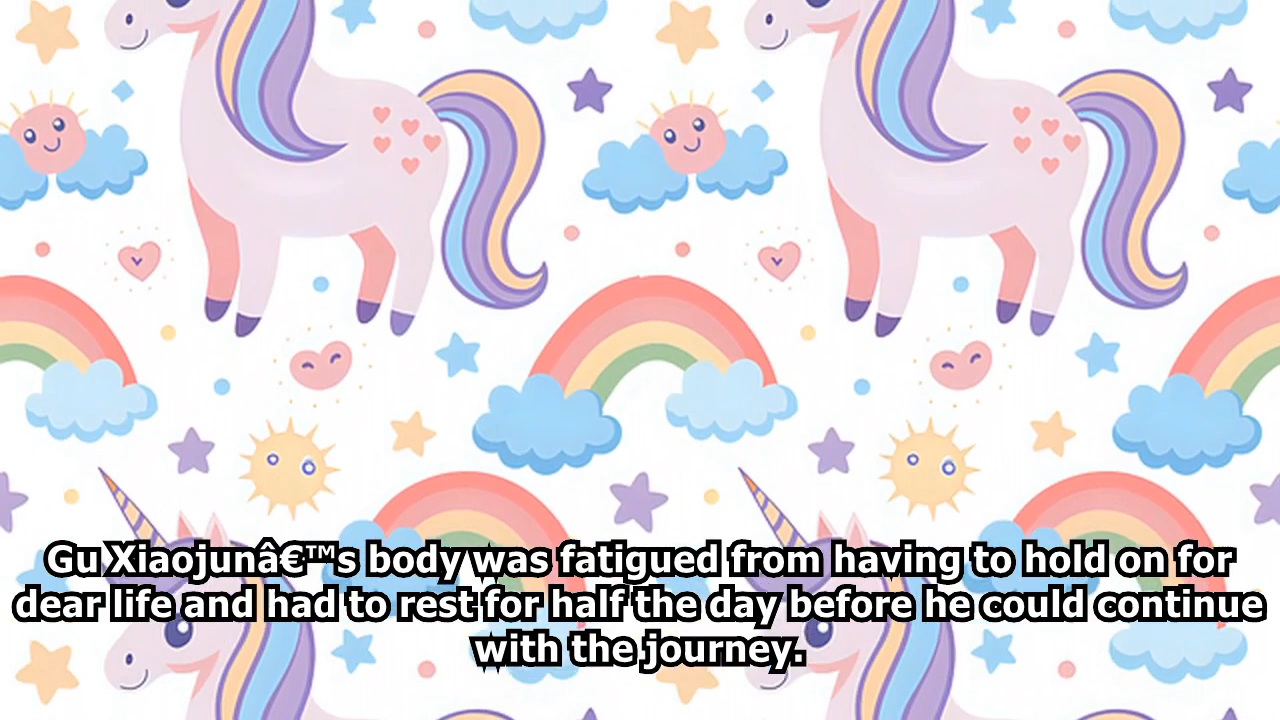 Gu Xiaojunâ€™s body was fatigued from having to hold on for
dear life and had to rest for half the day before he could continue
with the journey.